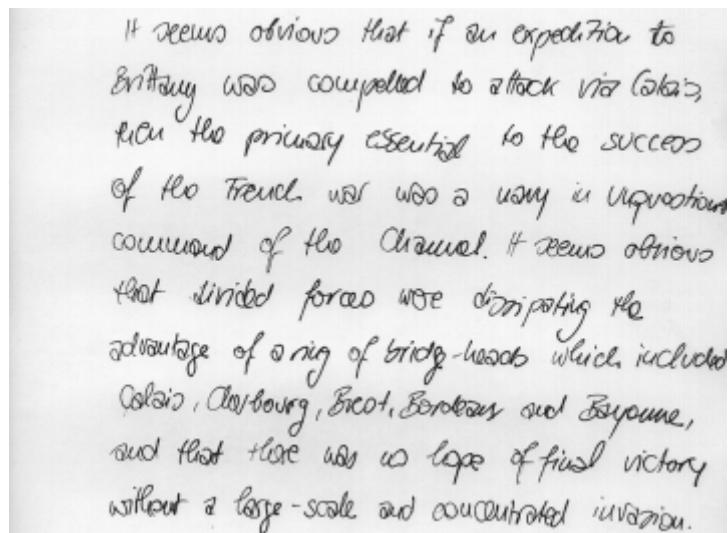 It seems obvious that if an expedition to
Brittany was compelled to attack via Calais,
then the primary essential to the success
of the French war was a navy in unquestioned
command of the Channel. It seems obvious
that divided forces were dissipating the
advantage of a ring of bridge-heads which included
Calais, Cherbourg, Brest, Bordeaux and Bayonne,
and that there was no hope of final victory
without a large-scale and concentrated invasion.